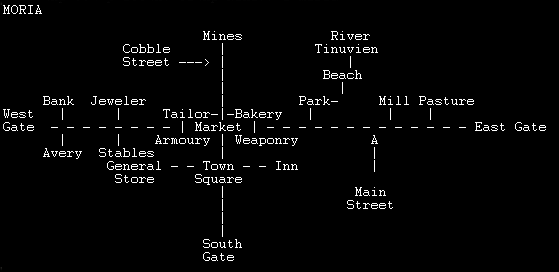 MORIA
Mines River
Cobble Tinuvien
Street --->
Beach
Bank Jeweler Park- Mill Pasture
West Tailor- -Bakery
Gate - - - - - - - - - Market - - - - - - - - - - - - - - - East Gate
Armoury Weaponry A
Avery Stables
General - - Town - - Inn
Store Square
Main
Street
South
Gate